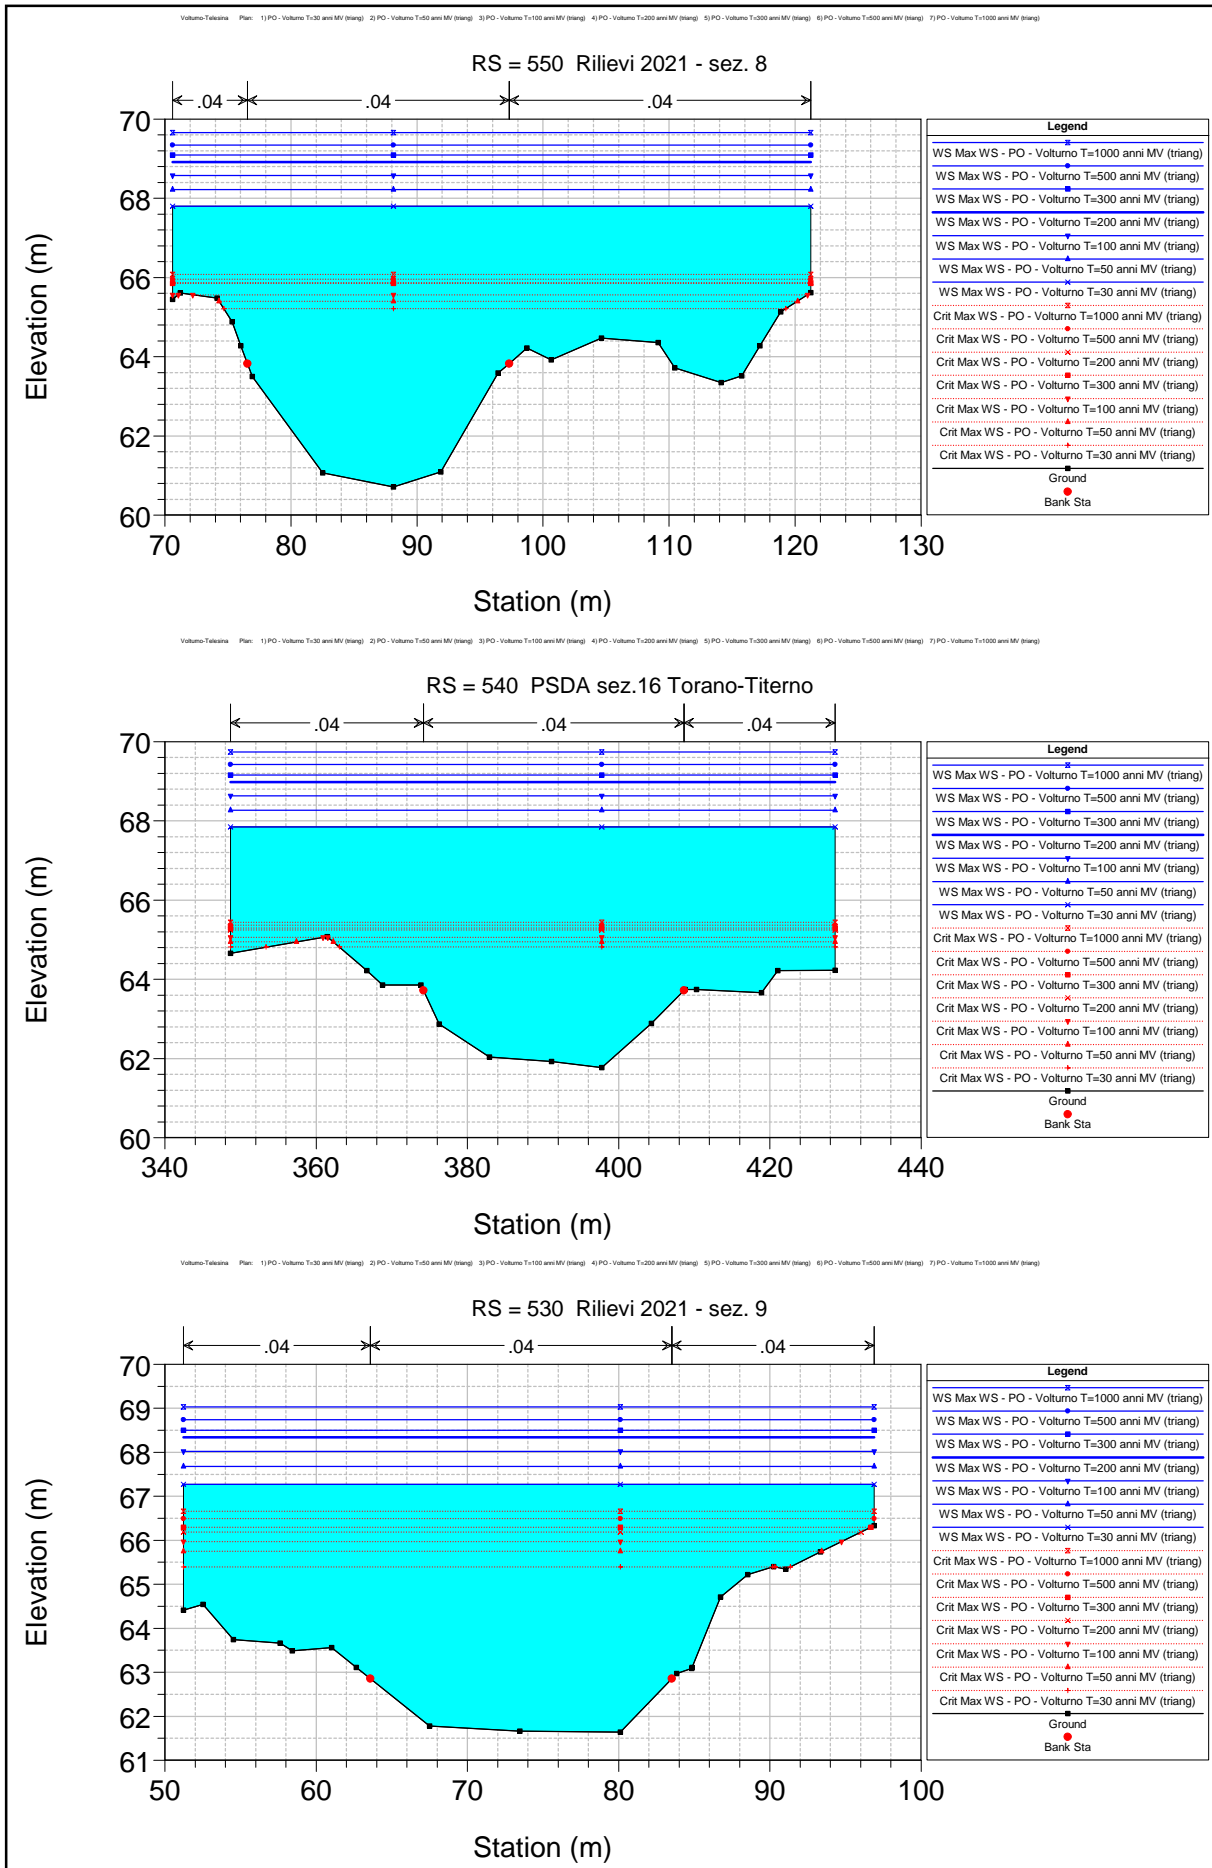 Volturno-Telesina Plan: 1) PO - Volturno T=30 anni MV (triang) 2) PO - Volturno T=50 anni MV (triang) 3) PO - Volturno T=100 anni MV (triang) 4) PO - Volturno T=200 anni MV (triang) 5) PO - Volturno T=300 anni MV (triang) 6) PO - Volturno T=500 anni MV (triang) 7) PO - Volturno T=1000 anni MV (triang)
RS = 550 Rilievi 2021 - sez. 8
.04 .04 .04
70
68
66
64
62
60
Elevation (m)
70 80 90 100 110 120 130
Station (m)
Legend
WS Max WS - PO - Volturno T=1000 anni MV (triang)
WS Max WS - PO - Volturno T=500 anni MV (triang)
WS Max WS - PO - Volturno T=300 anni MV (triang)
WS Max WS - PO - Volturno T=200 anni MV (triang)
WS Max WS - PO - Volturno T=100 anni MV (triang)
WS Max WS - PO - Volturno T=50 anni MV (triang)
WS Max WS - PO - Volturno T=30 anni MV (triang)
Crit Max WS - PO - Volturno T=1000 anni MV (triang)
Crit Max WS - PO - Volturno T=500 anni MV (triang)
Crit Max WS - PO - Volturno T=200 anni MV (triang)
Crit Max WS - PO - Volturno T=300 anni MV (triang)
Crit Max WS - PO - Volturno T=100 anni MV (triang)
Crit Max WS - PO - Volturno T=50 anni MV (triang)
Crit Max WS - PO - Volturno T=30 anni MV (triang)
Ground
Bank Sta
Volturno-Telesina Plan: 1) PO - Volturno T=30 anni MV (triang) 2) PO - Volturno T=50 anni MV (triang) 3) PO - Volturno T=100 anni MV (triang) 4) PO - Volturno T=200 anni MV (triang) 5) PO - Volturno T=300 anni MV (triang) 6) PO - Volturno T=500 anni MV (triang) 7) PO - Volturno T=1000 anni MV (triang)
RS = 540 PSDA sez.16 Torano-Titerno
.04 .04 .04
70
68
66
64
62
60
Elevation (m)
340 360 380 400 420 440
Station (m)
Legend
WS Max WS - PO - Volturno T=1000 anni MV (triang)
WS Max WS - PO - Volturno T=500 anni MV (triang)
WS Max WS - PO - Volturno T=300 anni MV (triang)
WS Max WS - PO - Volturno T=200 anni MV (triang)
WS Max WS - PO - Volturno T=100 anni MV (triang)
WS Max WS - PO - Volturno T=50 anni MV (triang)
WS Max WS - PO - Volturno T=30 anni MV (triang)
Crit Max WS - PO - Volturno T=1000 anni MV (triang)
Crit Max WS - PO - Volturno T=500 anni MV (triang)
Crit Max WS - PO - Volturno T=300 anni MV (triang)
Crit Max WS - PO - Volturno T=200 anni MV (triang)
Crit Max WS - PO - Volturno T=100 anni MV (triang)
Crit Max WS - PO - Volturno T=50 anni MV (triang)
Crit Max WS - PO - Volturno T=30 anni MV (triang)
Ground
Bank Sta
Volturno-Telesina Plan: 1) PO - Volturno T=30 anni MV (triang) 2) PO - Volturno T=50 anni MV (triang) 3) PO - Volturno T=100 anni MV (triang) 4) PO - Volturno T=200 anni MV (triang) 5) PO - Volturno T=300 anni MV (triang) 6) PO - Volturno T=500 anni MV (triang) 7) PO - Volturno T=1000 anni MV (triang)
RS = 530 Rilievi 2021 - sez. 9
.04 .04 .04
70
69
68
67
66
65
64
63
62
61
Elevation (m)
50 60 70 80 90 100
Station (m)
Legend
WS Max WS - PO - Volturno T=1000 anni MV (triang)
WS Max WS - PO - Volturno T=500 anni MV (triang)
WS Max WS - PO - Volturno T=300 anni MV (triang)
WS Max WS - PO - Volturno T=200 anni MV (triang)
WS Max WS - PO - Volturno T=100 anni MV (triang)
WS Max WS - PO - Volturno T=50 anni MV (triang)
WS Max WS - PO - Volturno T=30 anni MV (triang)
Crit Max WS - PO - Volturno T=1000 anni MV (triang)
Crit Max WS - PO - Volturno T=500 anni MV (triang)
Crit Max WS - PO - Volturno T=300 anni MV (triang)
Crit Max WS - PO - Volturno T=200 anni MV (triang)
Crit Max WS - PO - Volturno T=100 anni MV (triang)
Crit Max WS - PO - Volturno T=50 anni MV (triang)
Crit Max WS - PO - Volturno T=30 anni MV (triang)
Ground
Bank Sta